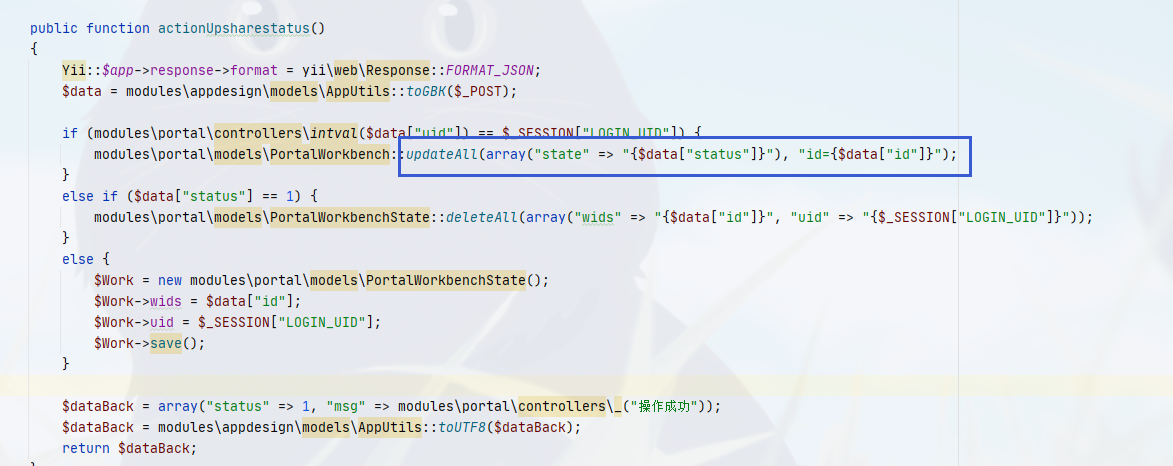 public function actionUpsharestatus()
{
    Yii::$app->response->format = yii\web\Response::FORMAT_JSON;
    $data = modules\appdesign\models\AppUtils::toGBK($_POST);

    if (modules\portal\controllers\intval($data["uid"]) == $_SESSION["LOGIN_UID"]) {
        modules\portal\models\PortalWorkbench::updateAll(array("state" => "{$data["status"]}"), "id={$data["id"]}");
    }
    else if ($data["status"] == 1) {
        modules\portal\models\PortalWorkbenchState::deleteAll(array("wids" => "{$data["id"]}", "uid" => "{$_SESSION["LOGIN_UID"]}"));
    }
    else {
        $Work = new modules\portal\models\PortalWorkbenchState();
        $Work->wids = $data["id"];
        $Work->uid = $_SESSION["LOGIN_UID"];
        $Work->save();
    }

    $dataBack = array("status" => 1, "msg" => modules\portal\controllers\_("操作成功"));
    $dataBack = modules\appdesign\models\AppUtils::toUTF8($dataBack);
    return $dataBack;